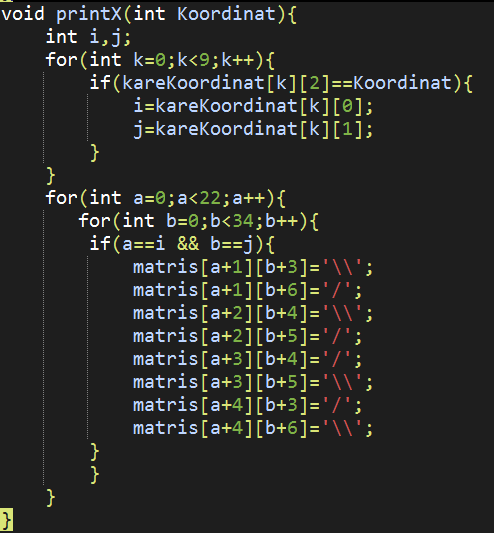 void printX(int Koordinat){
    int i,j;
    for(int k=0;k<9;k++){
        if(kareKoordinat[k][2]==Koordinat){
            i=kareKoordinat[k][0];
            j=kareKoordinat[k][1];
        }
    }
    for(int a=0;a<22;a++){
       for(int b=0;b<34;b++){
        if(a==i && b==j){
            matris[a+1][b+3]='\\';
            matris[a+1][b+6]='/';
            matris[a+2][b+4]='\\';
            matris[a+2][b+5]='/';
            matris[a+3][b+4]='/';
            matris[a+3][b+5]='\\';
            matris[a+4][b+3]='/';
            matris[a+4][b+6]='\\';
        }
        }
    }
}